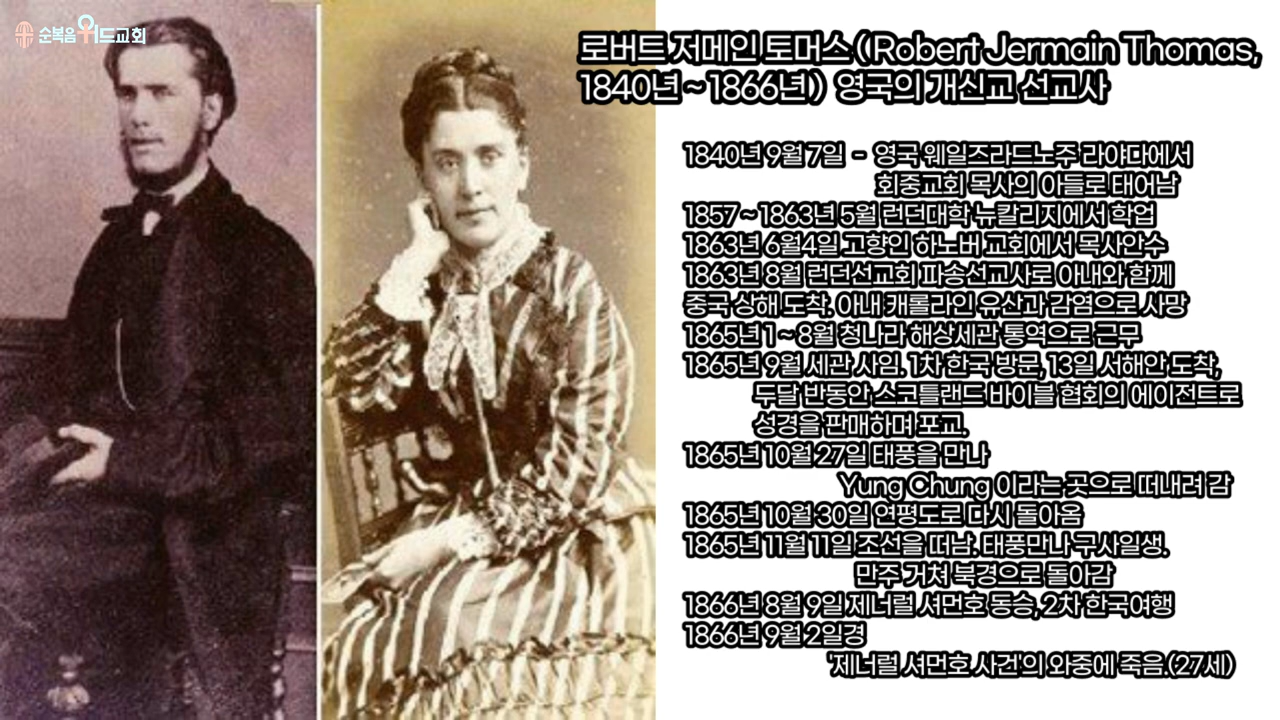 순복음위드교회
로버트 저메인 토머스 (Robert Jermain Thomas,
1840년 ~ 1866년) 영국의 개신교 선교사
1840년 9월 7일 - 영국 웨일즈라드노주 라야다에서
회중교회 목사의 아들로 태어남
1857 ~ 1863년 5월 런던대학 뉴칼리지에서 학업
1863년 6월4일 고향인 하노버 교회에서 목사안수
1863년 8월 런던선교회 파송선교사로 아내와 함께
중국 상해 도착. 아내 캐롤라인 유산과 감염으로 사망
1865년 1 ~ 8월 청나라 해상세관 통역으로 근무
1865년 9월 세관 사임. 1차 한국 방문, 13일 서해안 도착,
두달 반동안 스코틀랜드 바이블 협회의 에이전트로
성경을 판매하며 포교.
1865년 10월 27일 태풍을 만나
Yung Chung 이라는 곳으로 떠내려 감
1865년 10월 30일 연평도로 다시 돌아옴
1865년 11월 11일 조선을 떠남. 태풍만나 구사일생.
만주 거쳐 북경으로 돌아감
1866년 8월 9일 제너럴 셔먼호 동승, 2차 한국여행
1866년 9월 2일경
'제너럴 셔먼호 사건'의 와중에 죽음.(27세)